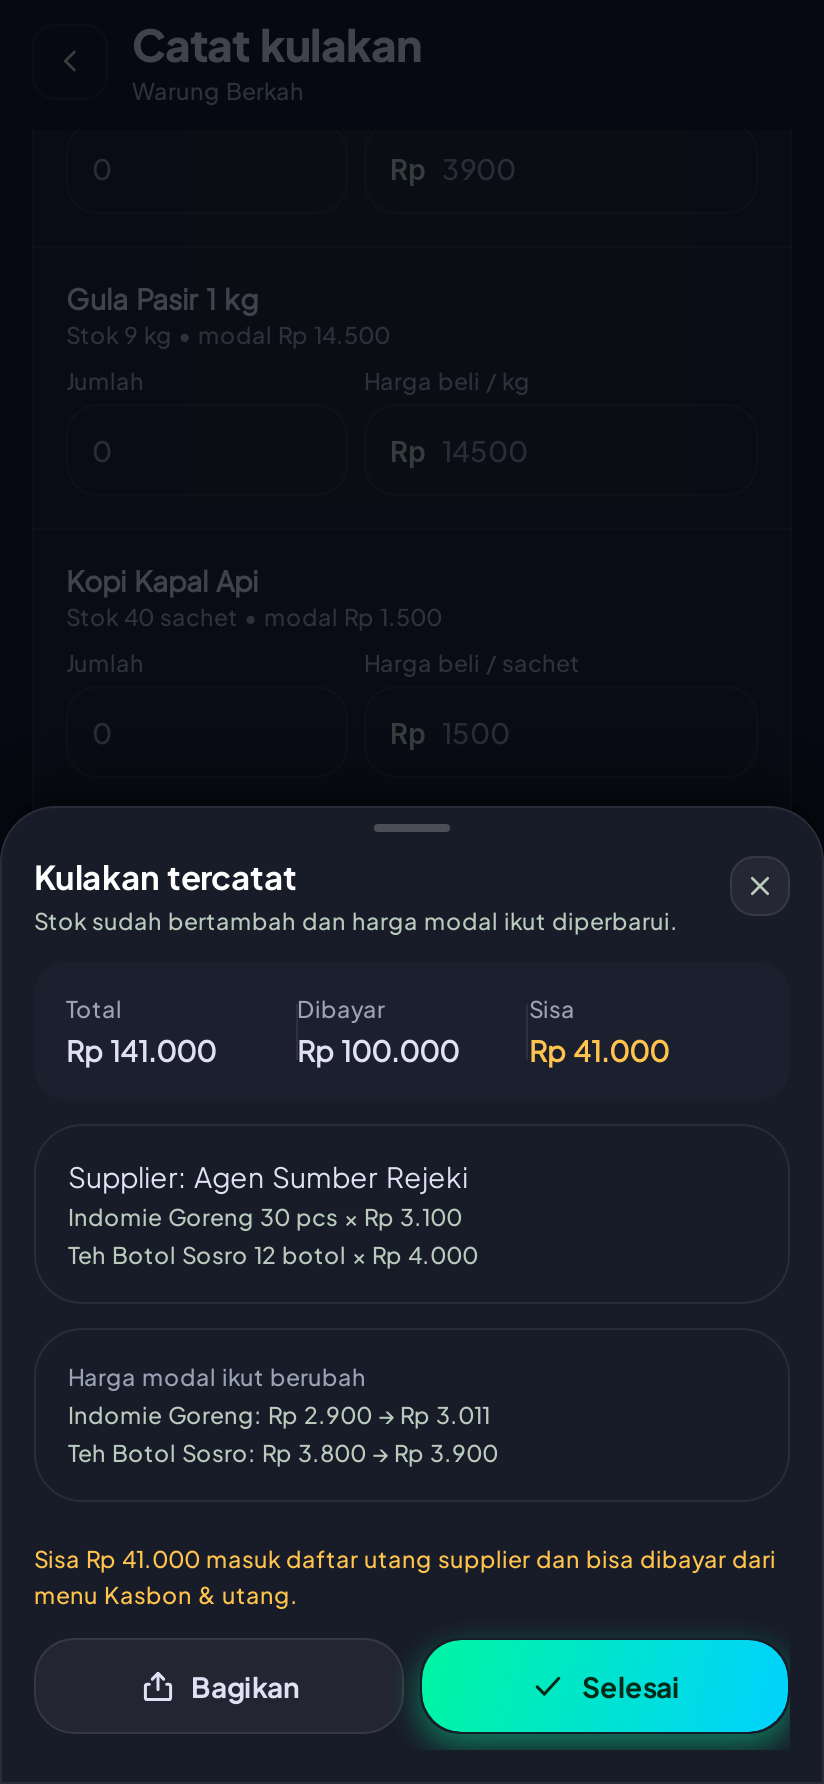 Catat kulakan
Warung Berkah
0
Rp 3900
Gula Pasir 1 kg
Stok 9 kg • modal Rp 14.500
Jumlah
Harga beli / kg
0
Rp 14500
Kopi Kapal Api
Stok 40 sachet • modal Rp 1.500
Jumlah
Harga beli / sachet
0
Rp 1500
Kulakan tercatat
Stok sudah bertambah dan harga modal ikut diperbarui.
Total
Dibayar
Sisa
Rp 141.000
Rp 100.000
Rp 41.000
Supplier: Agen Sumber Rejeki
Indomie Goreng 30 pcs × Rp 3.100
Teh Botol Sosro 12 botol × Rp 4.000
Harga modal ikut berubah
Indomie Goreng: Rp 2.900 → Rp 3.011
Teh Botol Sosro: Rp 3.800 → Rp 3.900
Sisa Rp 41.000 masuk daftar utang supplier dan bisa dibayar dari
menu Kasbon & utang.
Bagikan
Selesai